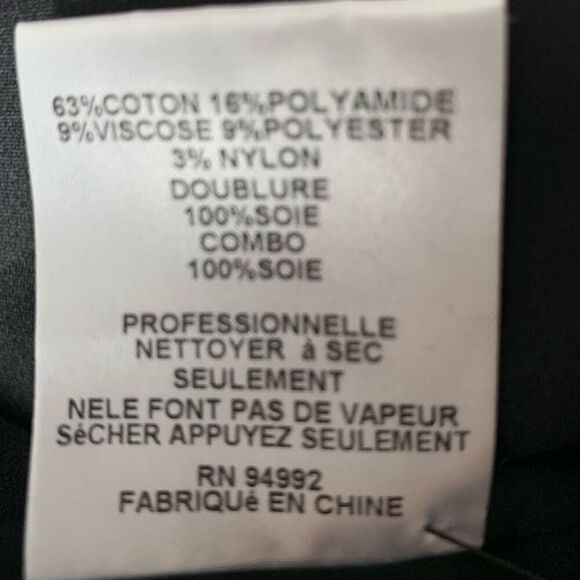 63%COTON 16%POLYAMIDE
9%VISCOSE 9%POLYESTER
3% NYLON
DOUBLURE
100%SOIE
COMBO
100%SOIE
PROFESSIONNELLE
NETTOYER à SEC
SEULEMENT
NELE FONT PAS DE VAPEUR
SéCHER APPUYEZ SEULEMENT
RN 94992
FABRIQUé EN CHINE